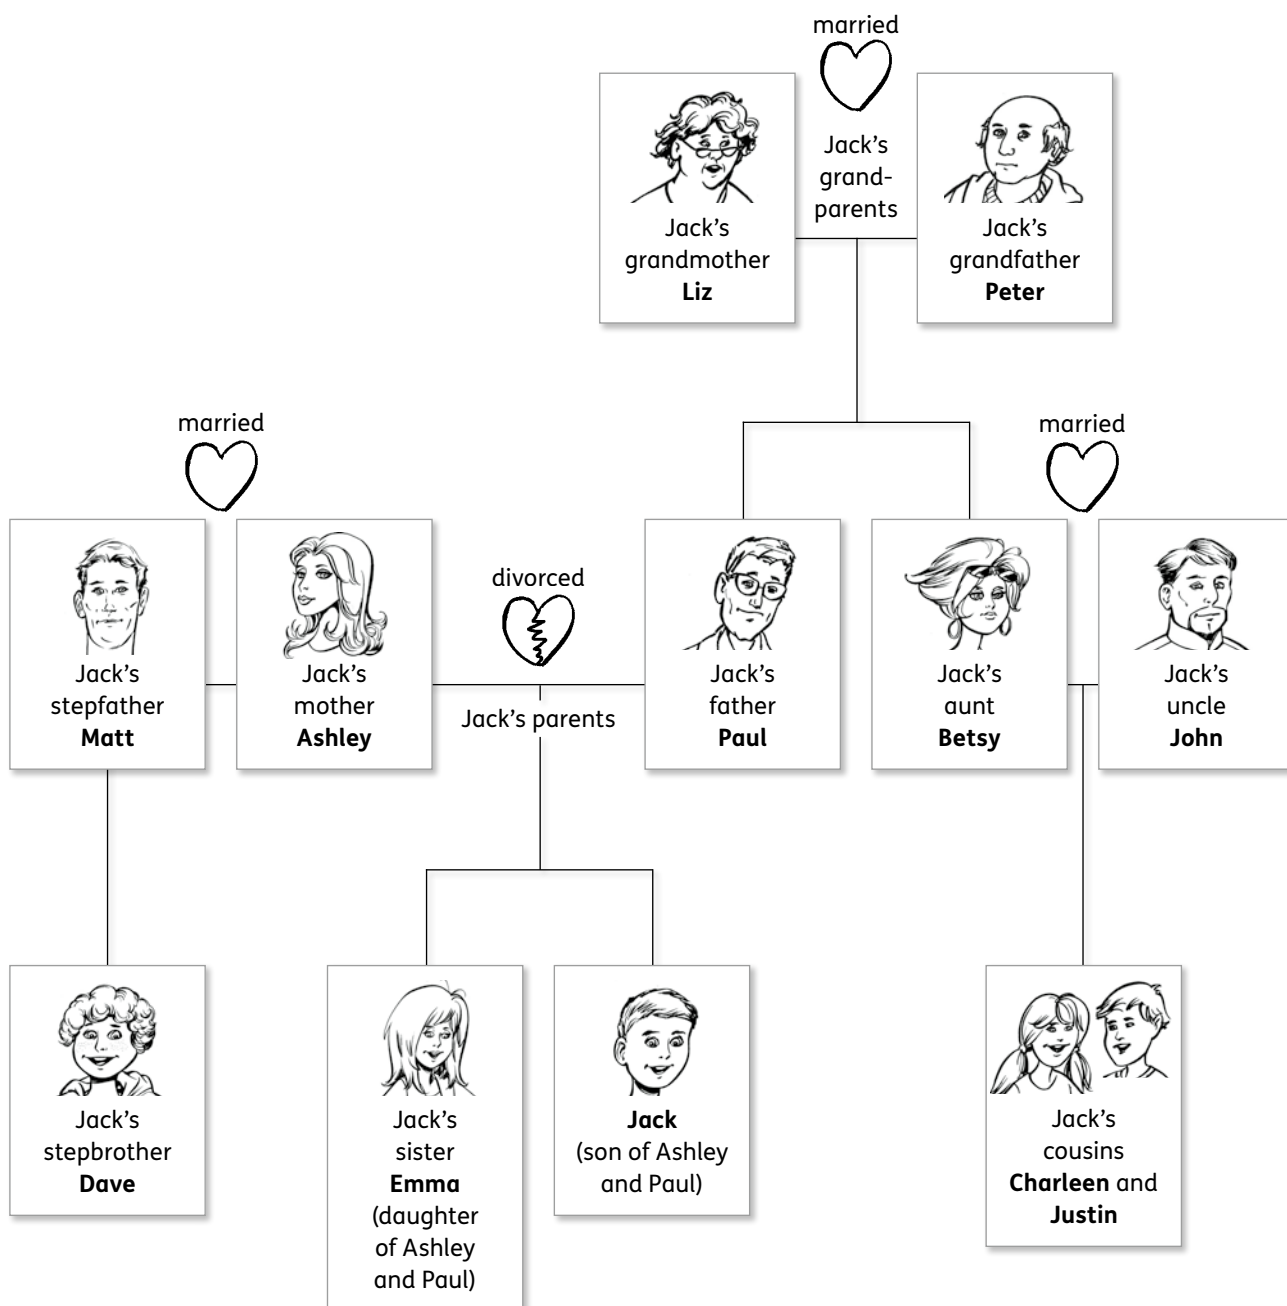 married
Jack’s
grand-
parents
Jack’s
grandmother
Liz
Jack’s
grandfather
Peter
married
married
divorced
Jack’s
stepfather
Matt
Jack’s
mother
Ashley
Jack’s parents
Jack’s
father
Paul
Jack’s
aunt
Betsy
Jack’s
uncle
John
Jack’s
stepbrother
Dave
Jack’s
sister
Emma
(daughter
of Ashley
and Paul)
Jack
(son of Ashley
and Paul)
Jack’s
cousins
Charleen and
Justin